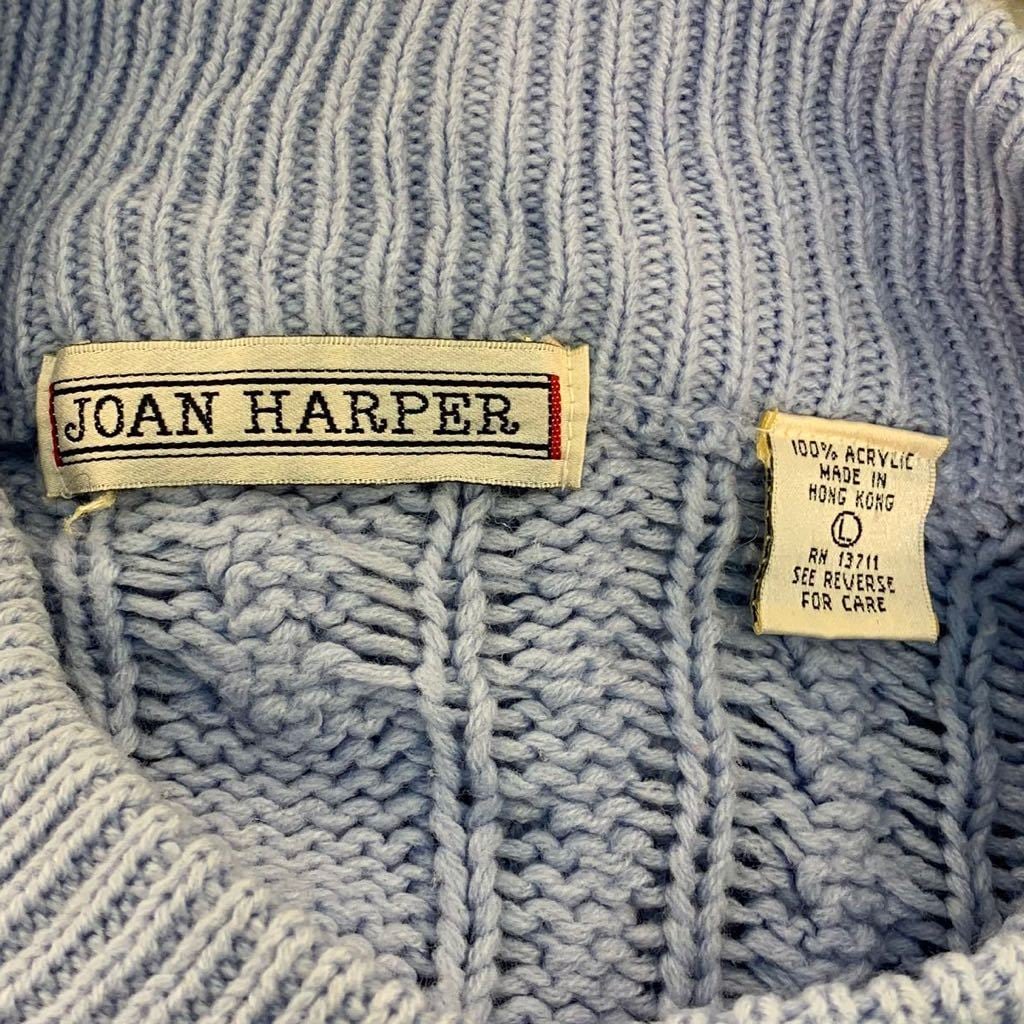 JOAN HARPER
100% ACRYLIC
MADE IN
HONG KONG
L
RN 13711
SEE REVERSE
FOR CARE